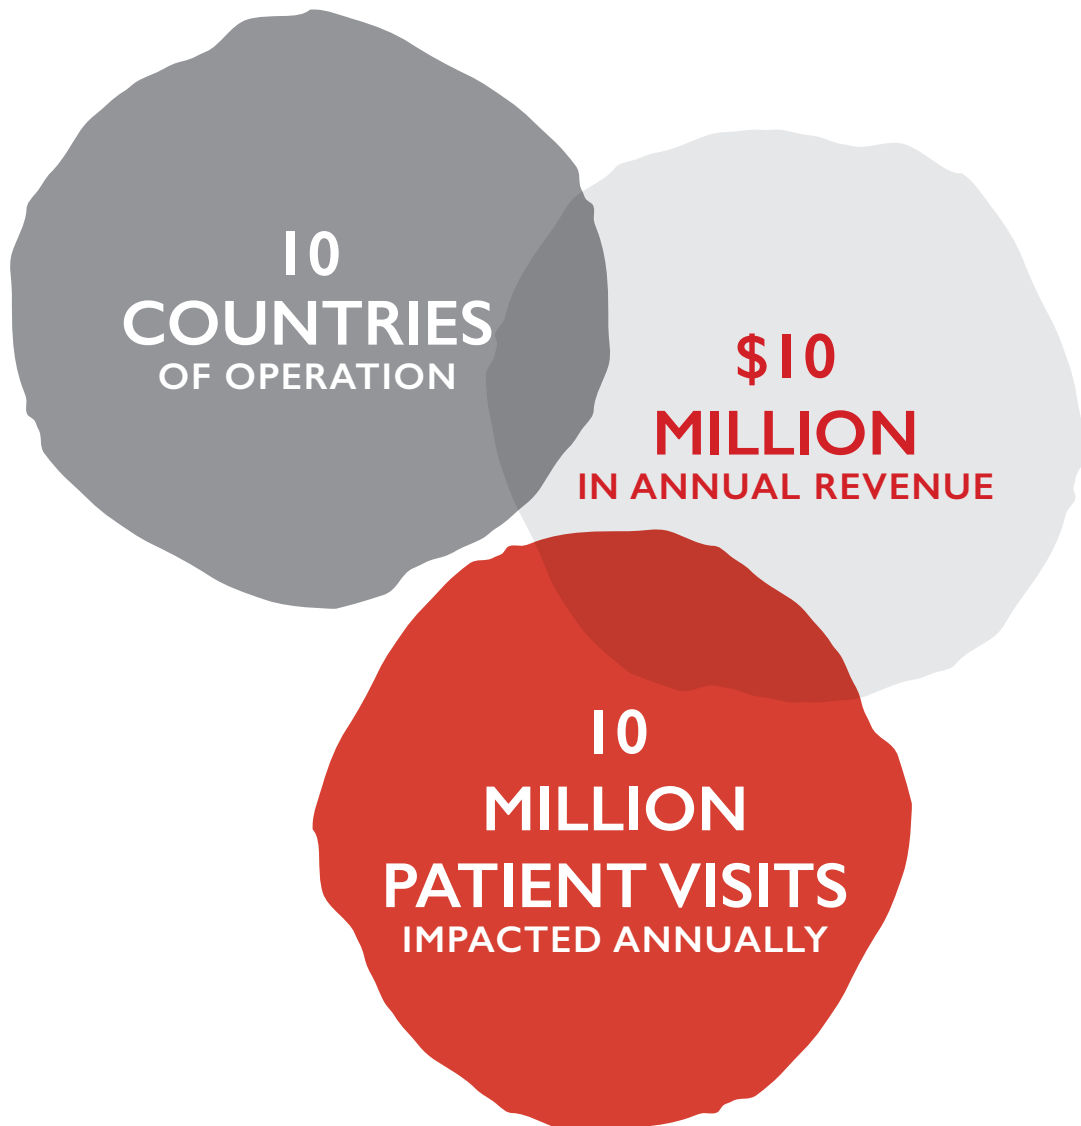 10
COUNTRIES
OF OPERATION
$10
MILLION
IN ANNUAL REVENUE
10
MILLION
PATIENT VISITS
IMPACTED ANNUALLY